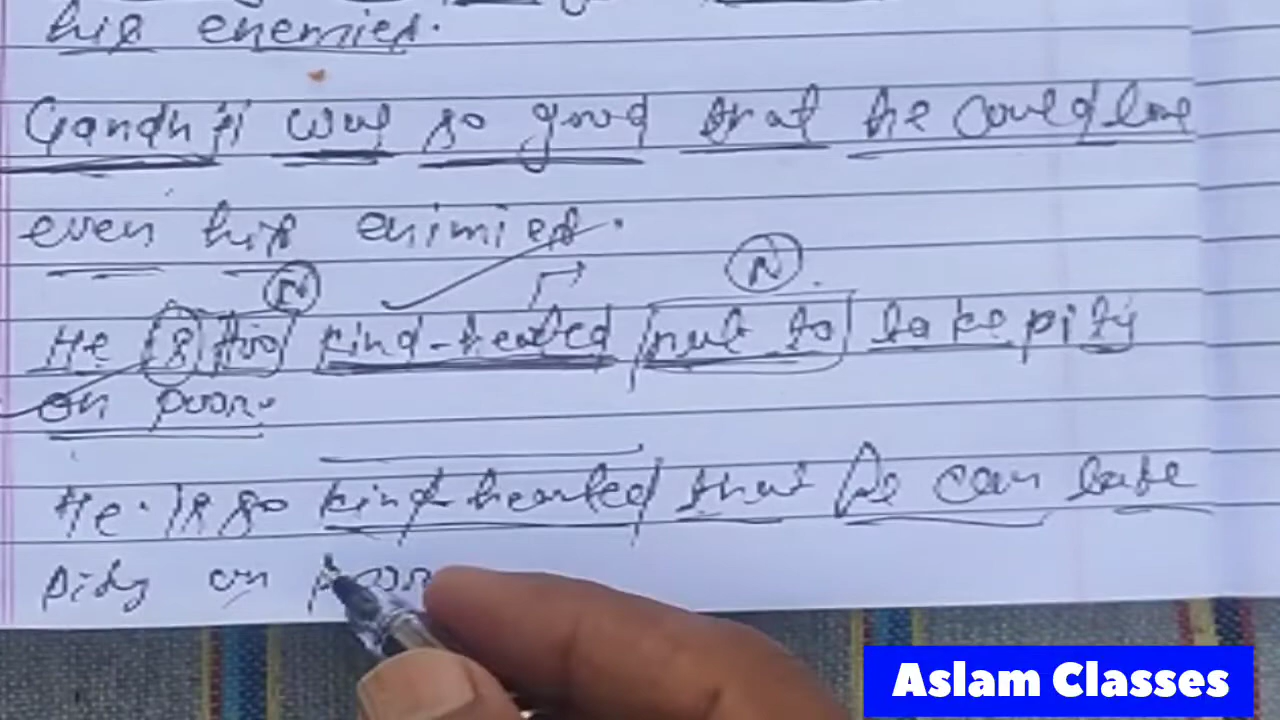 his enemies.
Gandhiji was so good that he could love
even his enimies.
N N
He is too kind-hearted not to take pity
on poor.
He is so kind-hearted that he can take
pity on poor
Aslam Classes